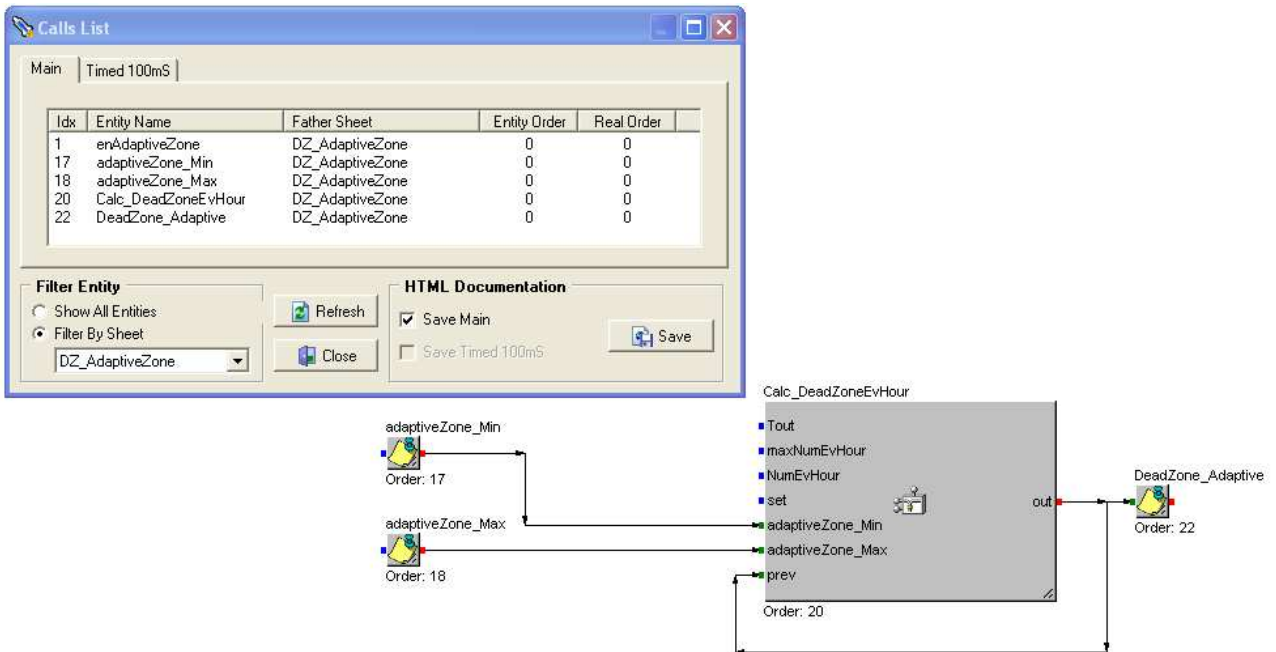 Calls List
Main
Timed 100mS
Idx Entity Name Father Sheet Entity Order Real Order
1 enAdaptiveZone DZ_AdaptiveZone 0 0
17 adaptiveZone_Min DZ_AdaptiveZone 0 0
18 adaptiveZone_Max DZ_AdaptiveZone 0 0
20 Calc_DeadZoneEvHour DZ_AdaptiveZone 0 0
22 DeadZone_Adaptive DZ_AdaptiveZone 0 0
Filter Entity
Show All Entities
Filter By Sheet
DZ_AdaptiveZone
Refresh
Close
HTML Documentation
Save Main
Save Timed 100mS
Save
adaptiveZone_Min
Order: 17
adaptiveZone_Max
Order: 18
Calc_DeadZoneEvHour
Tout
maxNumEvHour
NumEvHour
set
adaptiveZone_Min
adaptiveZone_Max
prev
out
Order: 20
DeadZone_Adaptive
Order: 22